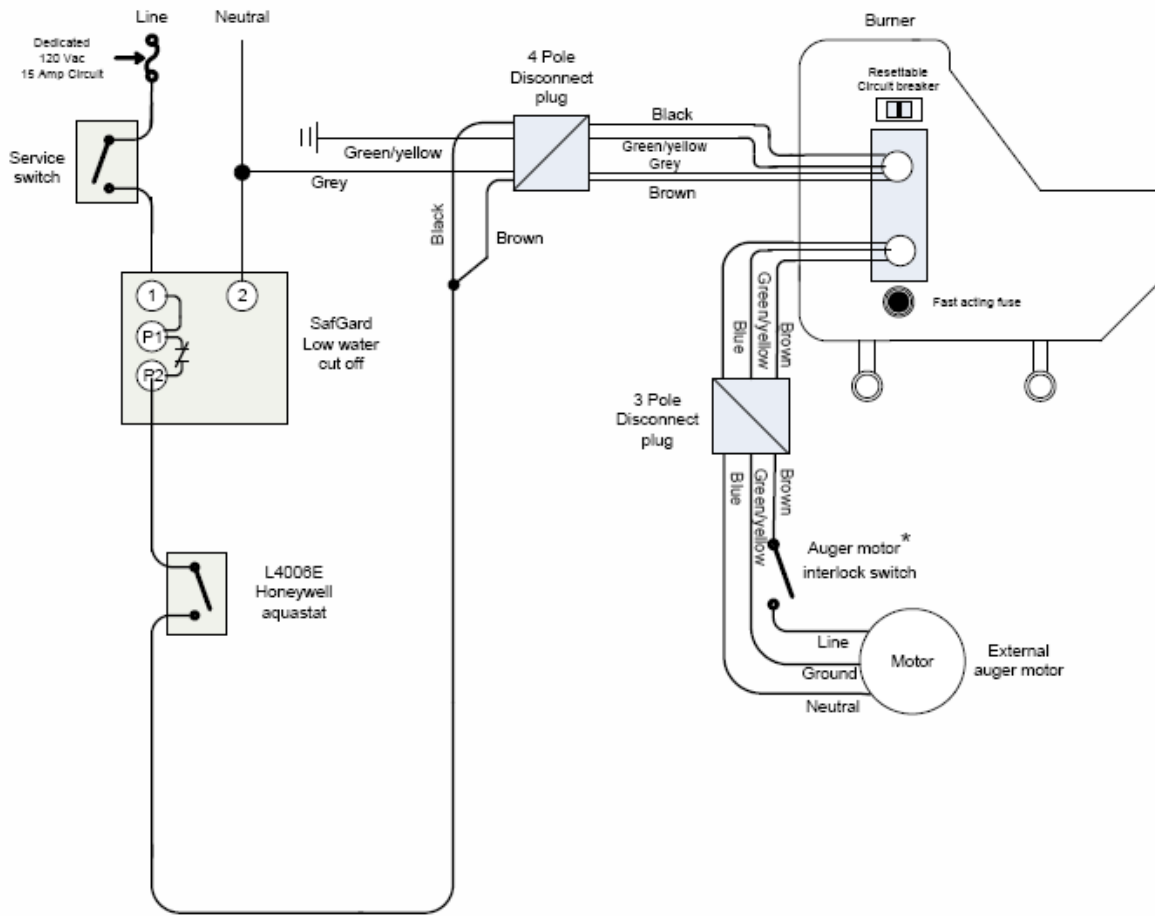 Line
Neutral
Burner
Dedicated
120 Vac
15 Amp Circuit
4 Pole
Disconnect
plug
Resettable
Circuit breaker
Black
Service
switch
Green/yellow
Green/yellow
Grey
Grey
Brown
Black
Brown
1
2
P1
P2
SafGard
Low water
cut off
Fast acting fuse
Blue
Green/yellow
Brown
3 Pole
Disconnect
plug
Blue
Green/yellow
Brown
L4006E
Honeywell
aquastat
Auger motor*
interlock switch
Line
Motor
External
auger motor
Ground
Neutral